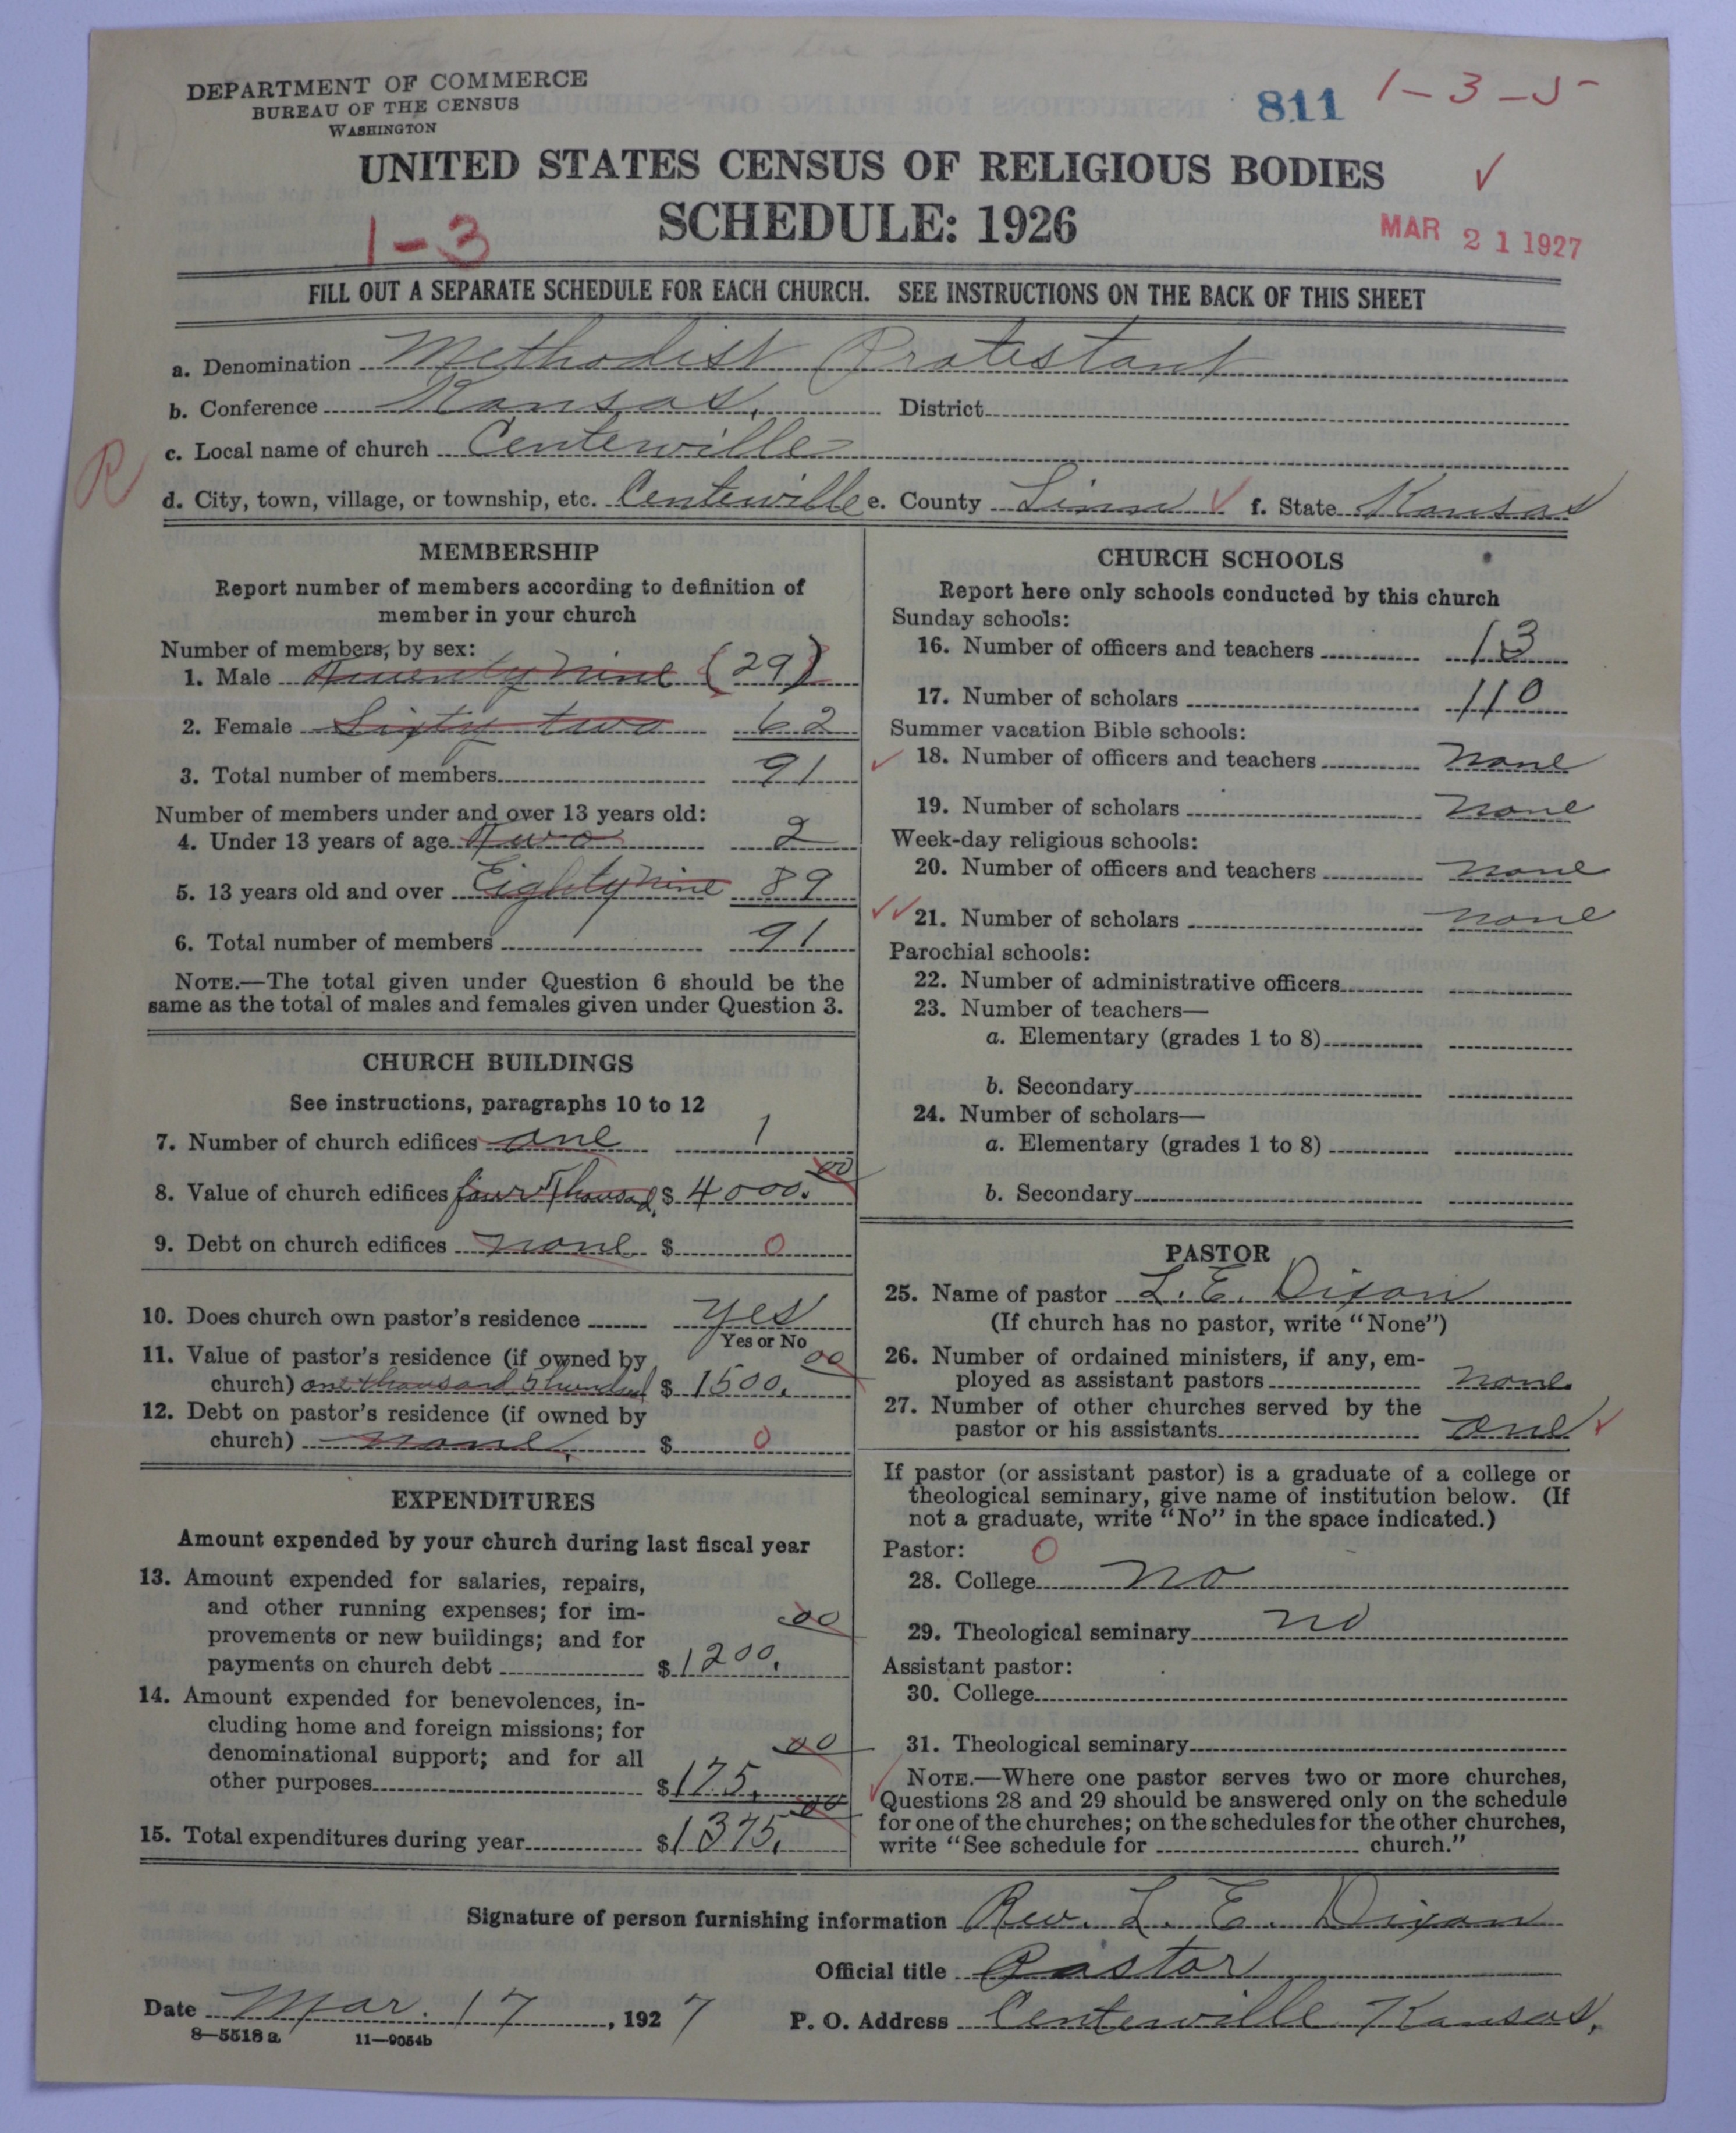 DEPARTMENT OF COMMERCE
BUREAU OF THE CENSUS
WASHINGTON
811 1-3-5-
UNITED STATES CENSUS OF RELIGIOUS BODIES
SCHEDULE: 1926
1-3
MAR 21 1927
FILL OUT A SEPARATE SCHEDULE FOR EACH CHURCH. SEE INSTRUCTIONS ON THE BACK OF THIS SHEET
a. Denomination Methodist Protestant
b. Conference Kansas, District
c. Local name of church Centerville
R
d. City, town, village, or township, etc. Centerville e. County Linn f. State Kansas
MEMBERSHIP
Report number of members according to definition of
member in your church
Number of members, by sex:
1. Male Twenty nine (29)
2. Female Sixty two 62
3. Total number of members 91
Number of members under and over 13 years old:
4. Under 13 years of age Two 2
5. 13 years old and over Eighty nine 89
6. Total number of members 91
NOTE.—The total given under Question 6 should be the
same as the total of males and females given under Question 3.
CHURCH BUILDINGS
See instructions, paragraphs 10 to 12
7. Number of church edifices one 1
8. Value of church edifices four Thousand, $ 4000.00
9. Debt on church edifices none $ 0
10. Does church own pastor's residence yes
Yes or No
11. Value of pastor's residence (if owned by
church) one thousand 5 hundred $ 1500.00
12. Debt on pastor's residence (if owned by
church) none, $ 0
EXPENDITURES
Amount expended by your church during last fiscal year
13. Amount expended for salaries, repairs,
and other running expenses; for im-
provements or new buildings; and for
payments on church debt $ 1200.00
14. Amount expended for benevolences, in-
cluding home and foreign missions; for
denominational support; and for all
other purposes $ 175.00
15. Total expenditures during year $ 1375.00
CHURCH SCHOOLS
Report here only schools conducted by this church
Sunday schools:
16. Number of officers and teachers 13
17. Number of scholars 110
Summer vacation Bible schools:
18. Number of officers and teachers none
19. Number of scholars none
Week-day religious schools:
20. Number of officers and teachers none
21. Number of scholars none
Parochial schools:
22. Number of administrative officers
23. Number of teachers—
a. Elementary (grades 1 to 8)
b. Secondary
24. Number of scholars—
a. Elementary (grades 1 to 8)
b. Secondary
PASTOR
25. Name of pastor L. E. Dixon
(If church has no pastor, write "None")
26. Number of ordained ministers, if any, em-
ployed as assistant pastors none
27. Number of other churches served by the
pastor or his assistants one
If pastor (or assistant pastor) is a graduate of a college or
theological seminary, give name of institution below. (If
not a graduate, write "No" in the space indicated.)
Pastor: 0
28. College no
29. Theological seminary no
Assistant pastor:
30. College
31. Theological seminary
NOTE.—Where one pastor serves two or more churches,
Questions 28 and 29 should be answered only on the schedule
for one of the churches; on the schedules for the other churches,
write "See schedule for church."
Signature of person furnishing information Rev. L. E. Dixon
Official title Pastor
Date Mar. 17, 1927 P. O. Address Centerville Kansas.
8—5518a 11—9054b